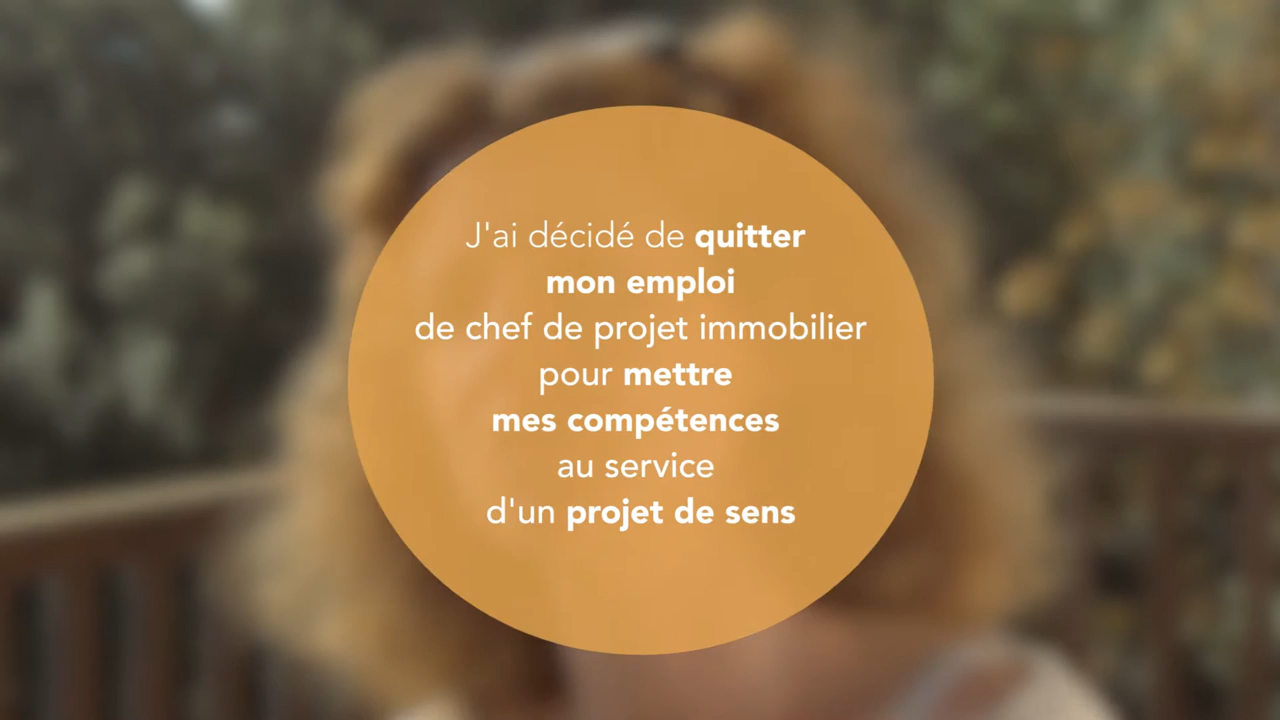 J'ai décidé de quitter
mon emploi
de chef de projet immobilier
pour mettre
mes compétences
au service
d'un projet de sens